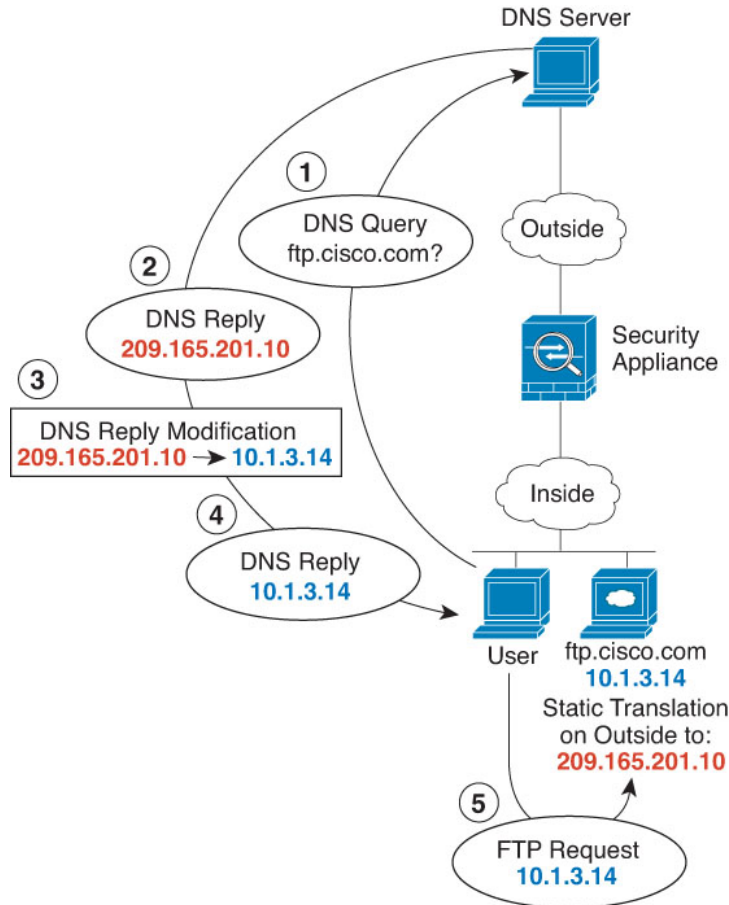 DNS Server
1
DNS Query
ftp.cisco.com?
Outside
2
DNS Reply
209.165.201.10
Security
Appliance
3
DNS Reply Modification
209.165.201.10 → 10.1.3.14
Inside
4
DNS Reply
10.1.3.14
User
ftp.cisco.com
10.1.3.14
Static Translation
on Outside to:
209.165.201.10
5
FTP Request
10.1.3.14